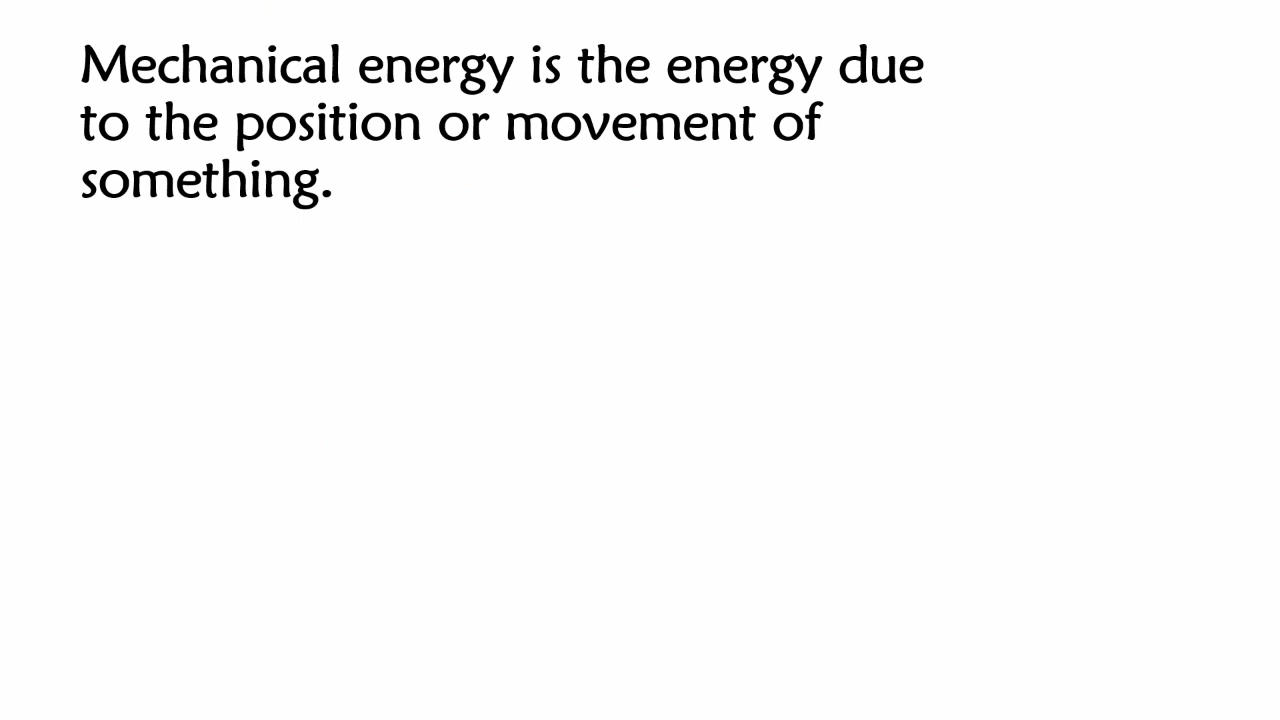 Mechanical energy is the energy due
to the position or movement of
something.